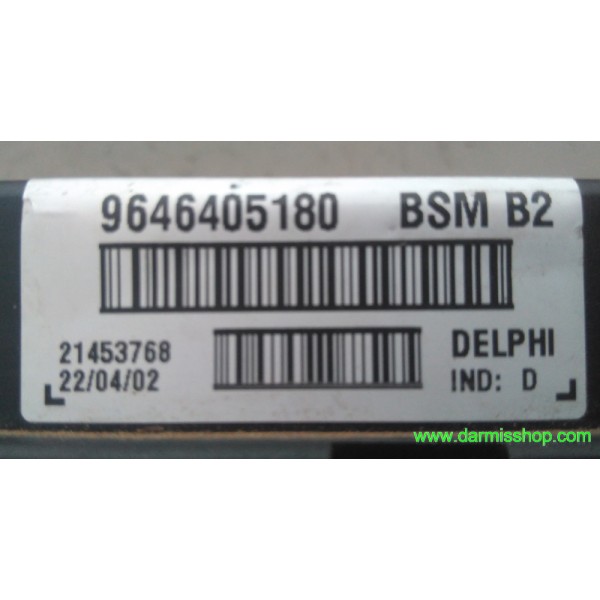 9646405180 BSM B2
21453768 DELPHI
22/04/02 IND: D
www.darmisshop.com